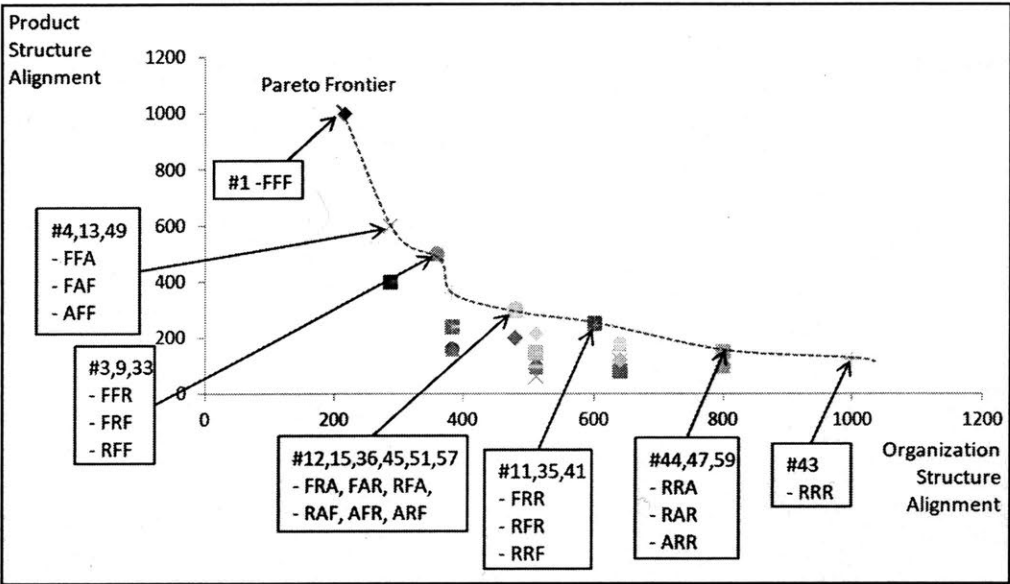 Product
Structure
Alignment
1200
1000
800
600
400
200
0
Pareto Frontier
#1 -FFF
#4,13,49
- FFA
- FAF
- AFF
#3,9,33
- FFR
- FRF
- RFF
0 200 400 600 800 1000 1200
#12,15,36,45,51,57
- FRA, FAR, RFA,
- RAF, AFR, ARF
#11,35,41
- FRR
- RFR
- RRF
#44,47,59
- RRA
- RAR
- ARR
#43
- RRR
Organization
Structure
Alignment